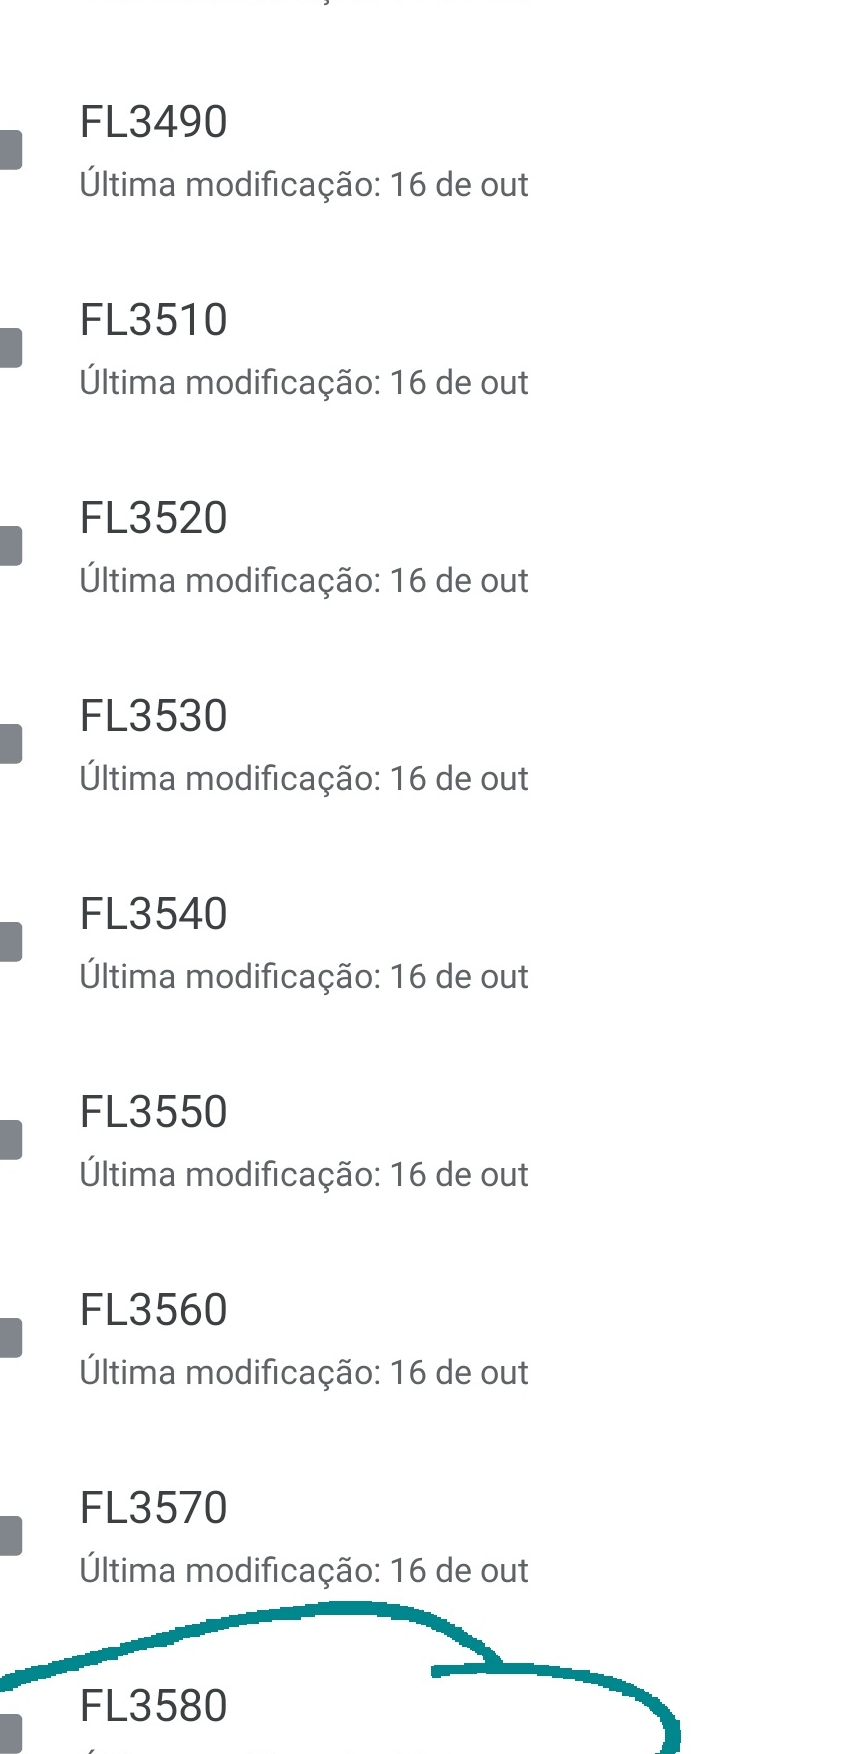 FL3490
Última modificação: 16 de out
FL3510
Última modificação: 16 de out
FL3520
Última modificação: 16 de out
FL3530
Última modificação: 16 de out
FL3540
Última modificação: 16 de out
FL3550
Última modificação: 16 de out
FL3560
Última modificação: 16 de out
FL3570
Última modificação: 16 de out
FL3580